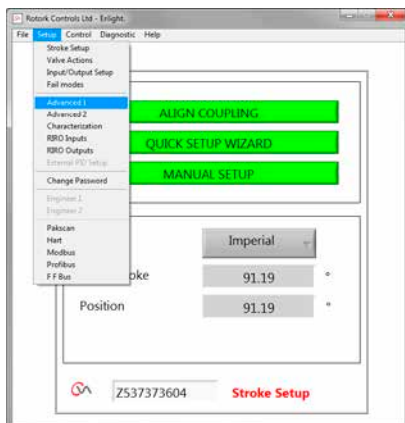 Rotork Controls Ltd - Enlight.
File Setup Control Diagnostic Help
Stroke Setup
Valve Actions
Input/Output Setup
Fail modes
Advanced 1
Advanced 2
Characterization
RIRO Inputs
RIRO Outputs
External PID Setup
Change Password
Engineer 1
Engineer 2
Pakscan
Hart
Modbus
Profibus
F F Bus
ALIGN COUPLING
QUICK SETUP WIZARD
MANUAL SETUP
Imperial
oke 91.19 °
Position 91.19 °
Z537373604 Stroke Setup